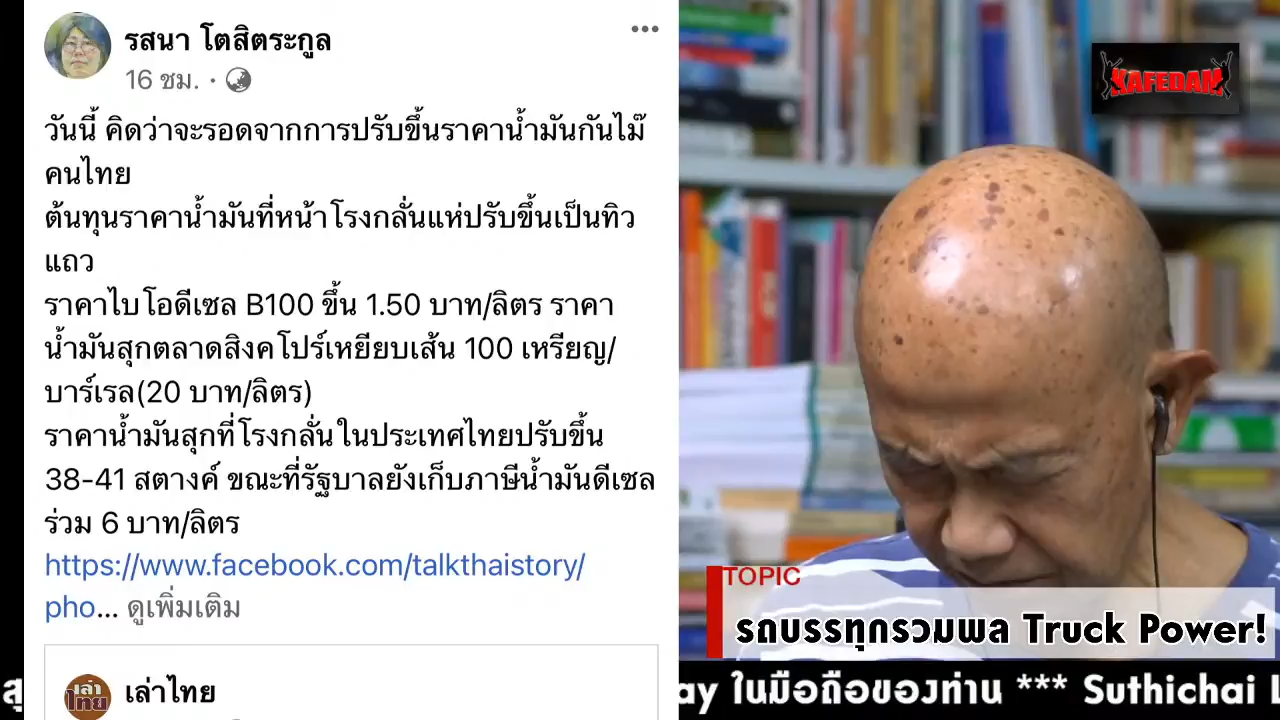 รสนา โตสิตระกูล
16 ชม. ·
วันนี้ คิดว่าจะรอดจากการปรับขึ้นราคาน้ำมันกันไม๊
คนไทย
ต้นทุนราคาน้ำมันที่หน้าโรงกลั่นแห่ปรับขึ้นเป็นทิว
แถว
ราคาไบโอดีเซล B100 ขึ้น 1.50 บาท/ลิตร ราคา
น้ำมันสุกตลาดสิงคโปร์เหยียบเส้น 100 เหรียญ/
บาร์เรล(20 บาท/ลิตร)
ราคาน้ำมันสุกที่โรงกลั่นในประเทศไทยปรับขึ้น
38-41 สตางค์ ขณะที่รัฐบาลยังเก็บภาษีน้ำมันดีเซล
ร่วม 6 บาท/ลิตร
https://www.facebook.com/talkthaistory/
pho... ดูเพิ่มเติม
เล่าไทย
เล่าไทย
KAFEDAM
TOPIC
รถบรรทุกรวมพล Truck Power!
ay ในมือถือของท่าน *** Suthichai L